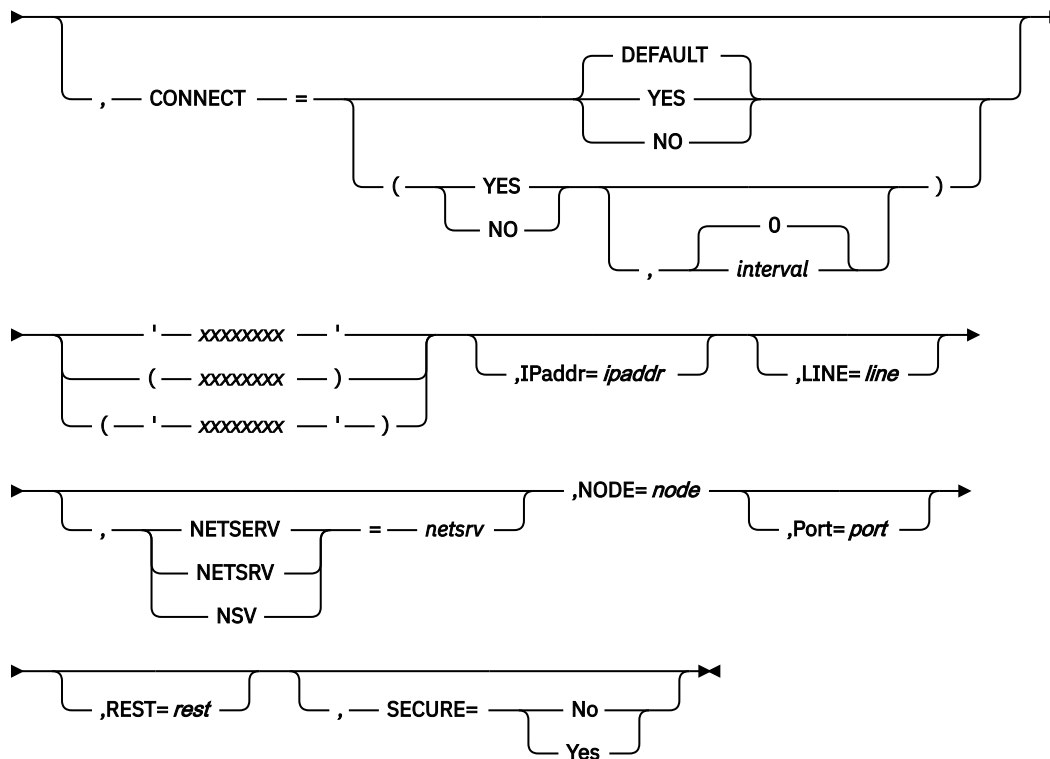 DEFAULT
, CONNECT = YES
NO
( YES )
NO
0
, interval
' xxxxxxxx '
( xxxxxxxx ) ,IPaddr= ipaddr ,LINE= line
( ' xxxxxxxx ' )
,NODE= node
, NETSERV = netsrv ,Port= port
NETSRV
NSV
,REST= rest , SECURE= No
Yes